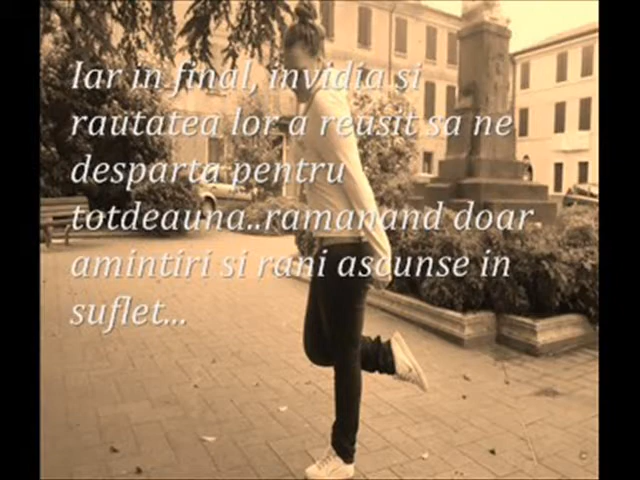 Iar in final, invidia si
rautatea lor a reusit sa ne
desparta pentru
totdeauna..ramanand doar
amintiri si rani ascunse in
suflet...